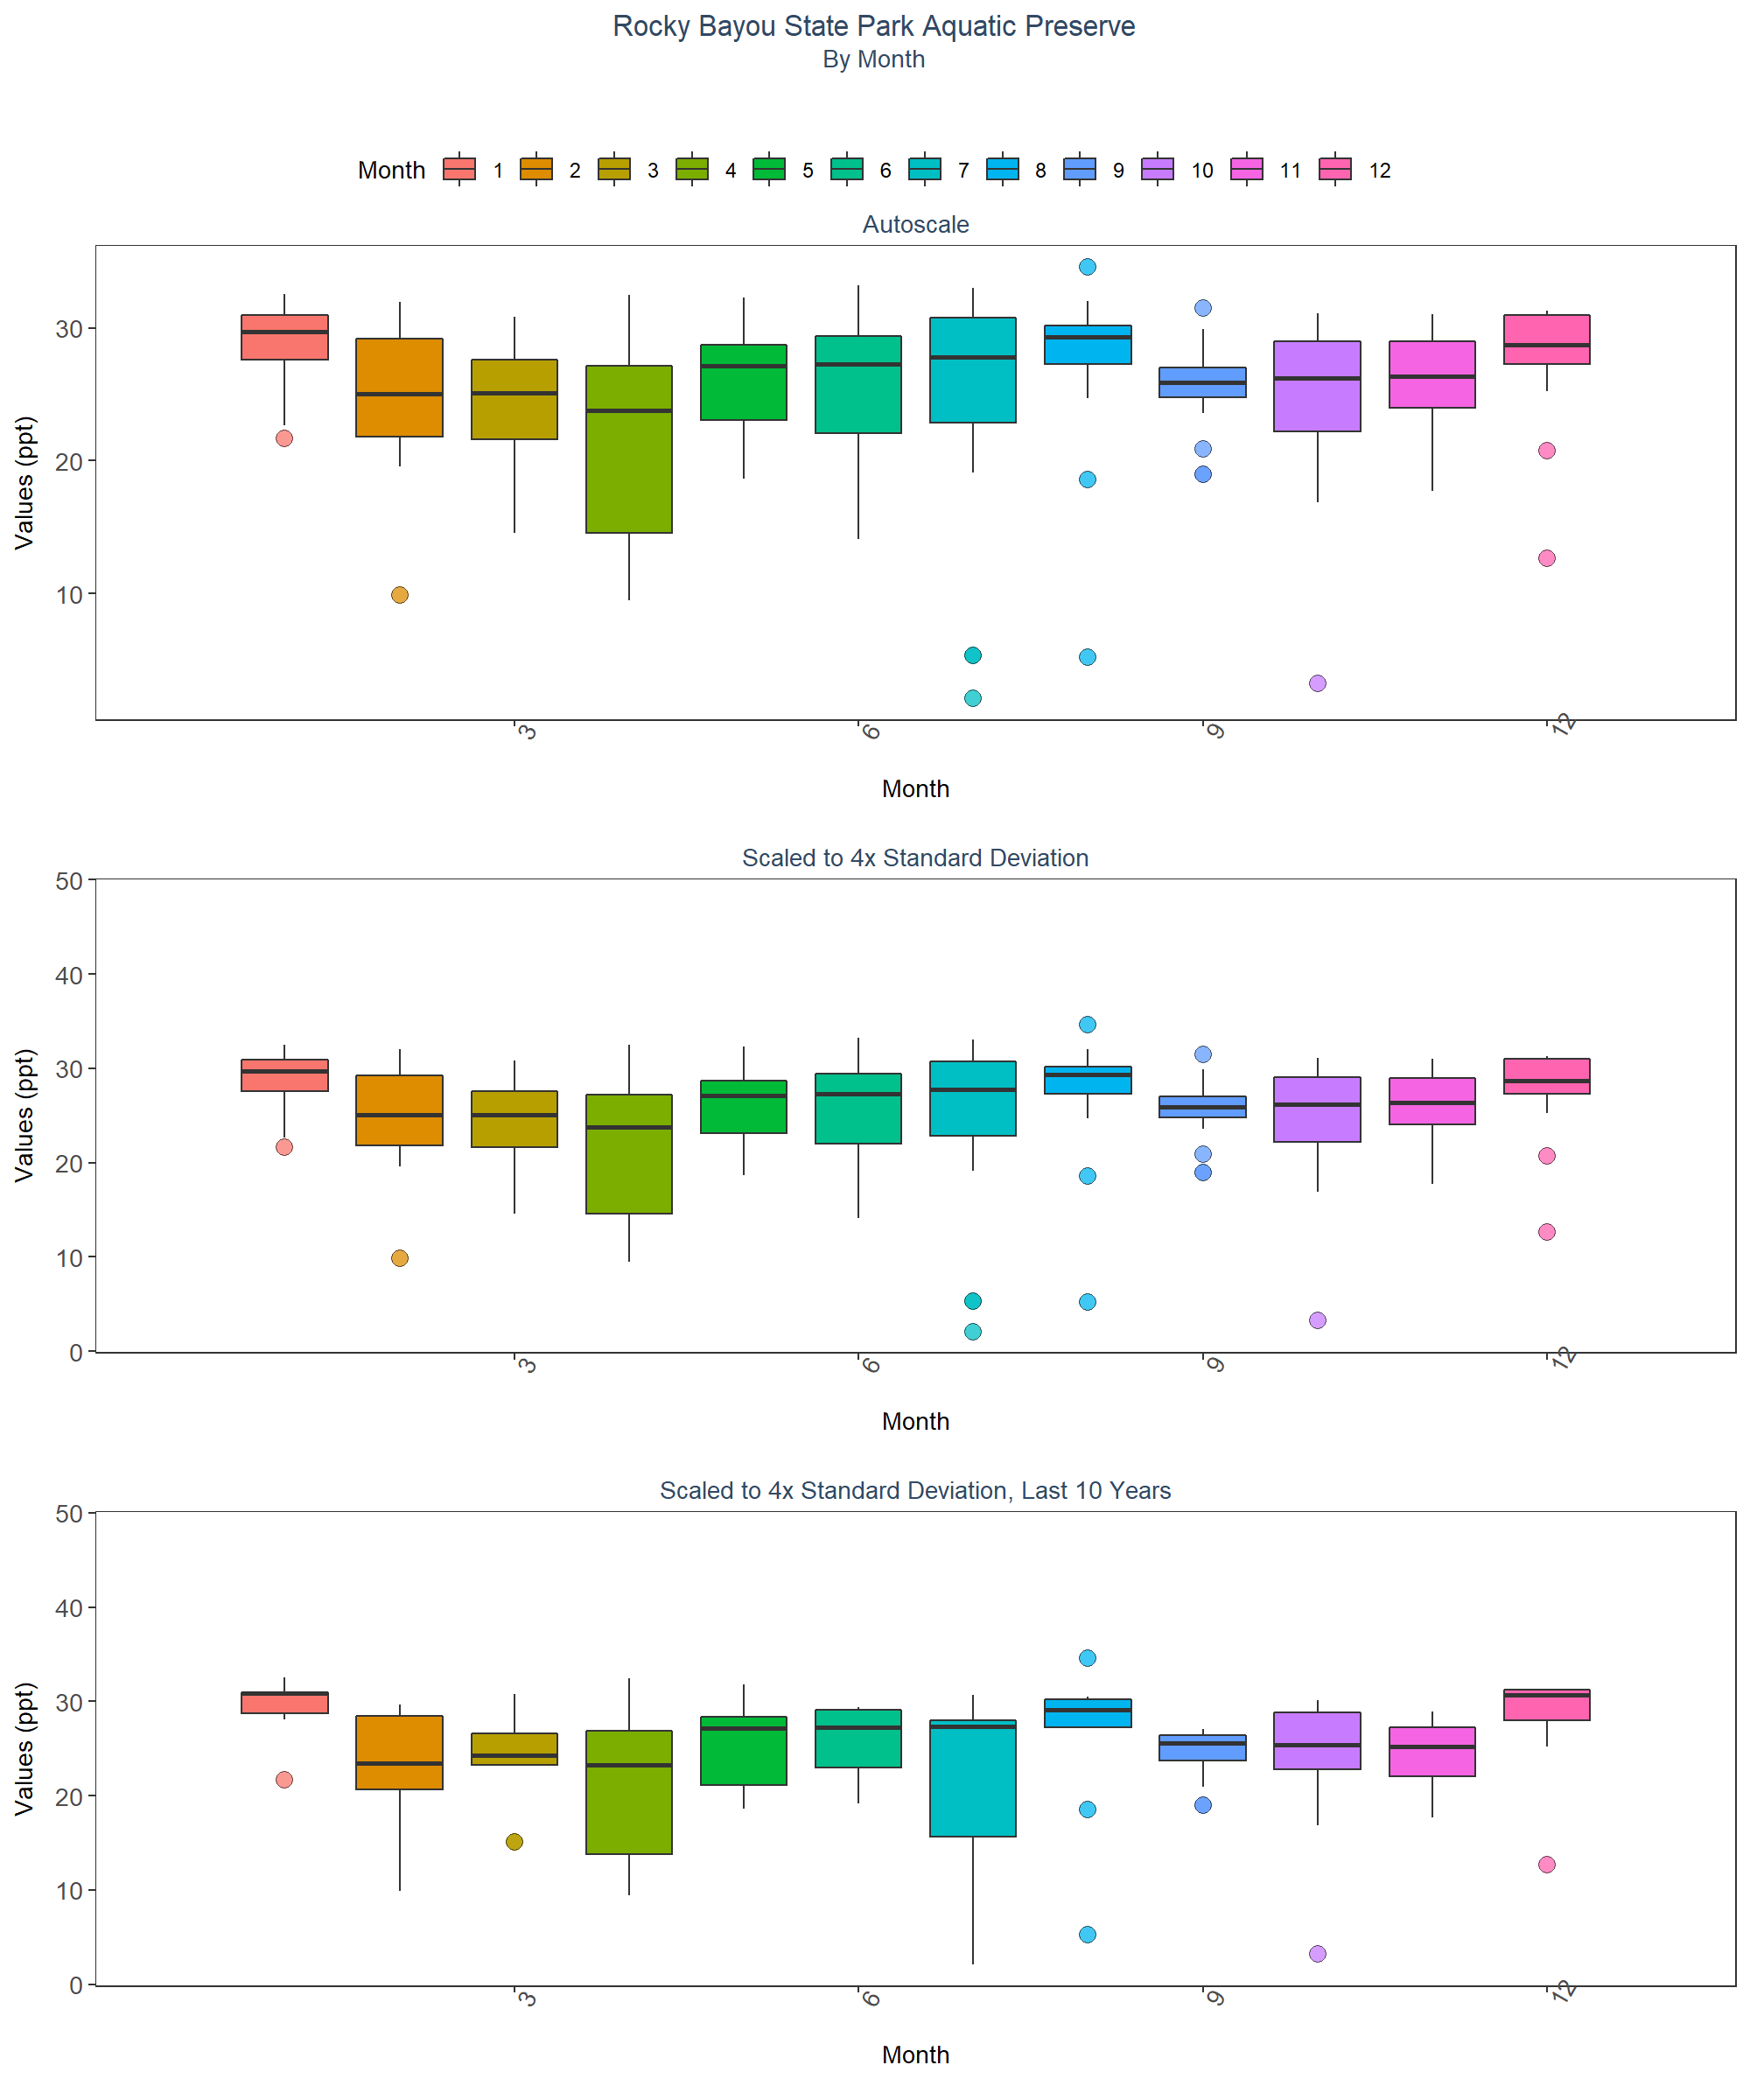 Rocky Bayou State Park Aquatic Preserve
By Month
Month 1 2 3 4 5 6 7 8 9 10 11 12
Autoscale
Values (ppt)
30
20
10
3 6 9 12
Month
Scaled to 4x Standard Deviation
Values (ppt)
50
40
30
20
10
0
3 6 9 12
Month
Scaled to 4x Standard Deviation, Last 10 Years
Values (ppt)
50
40
30
20
10
0
3 6 9 12
Month